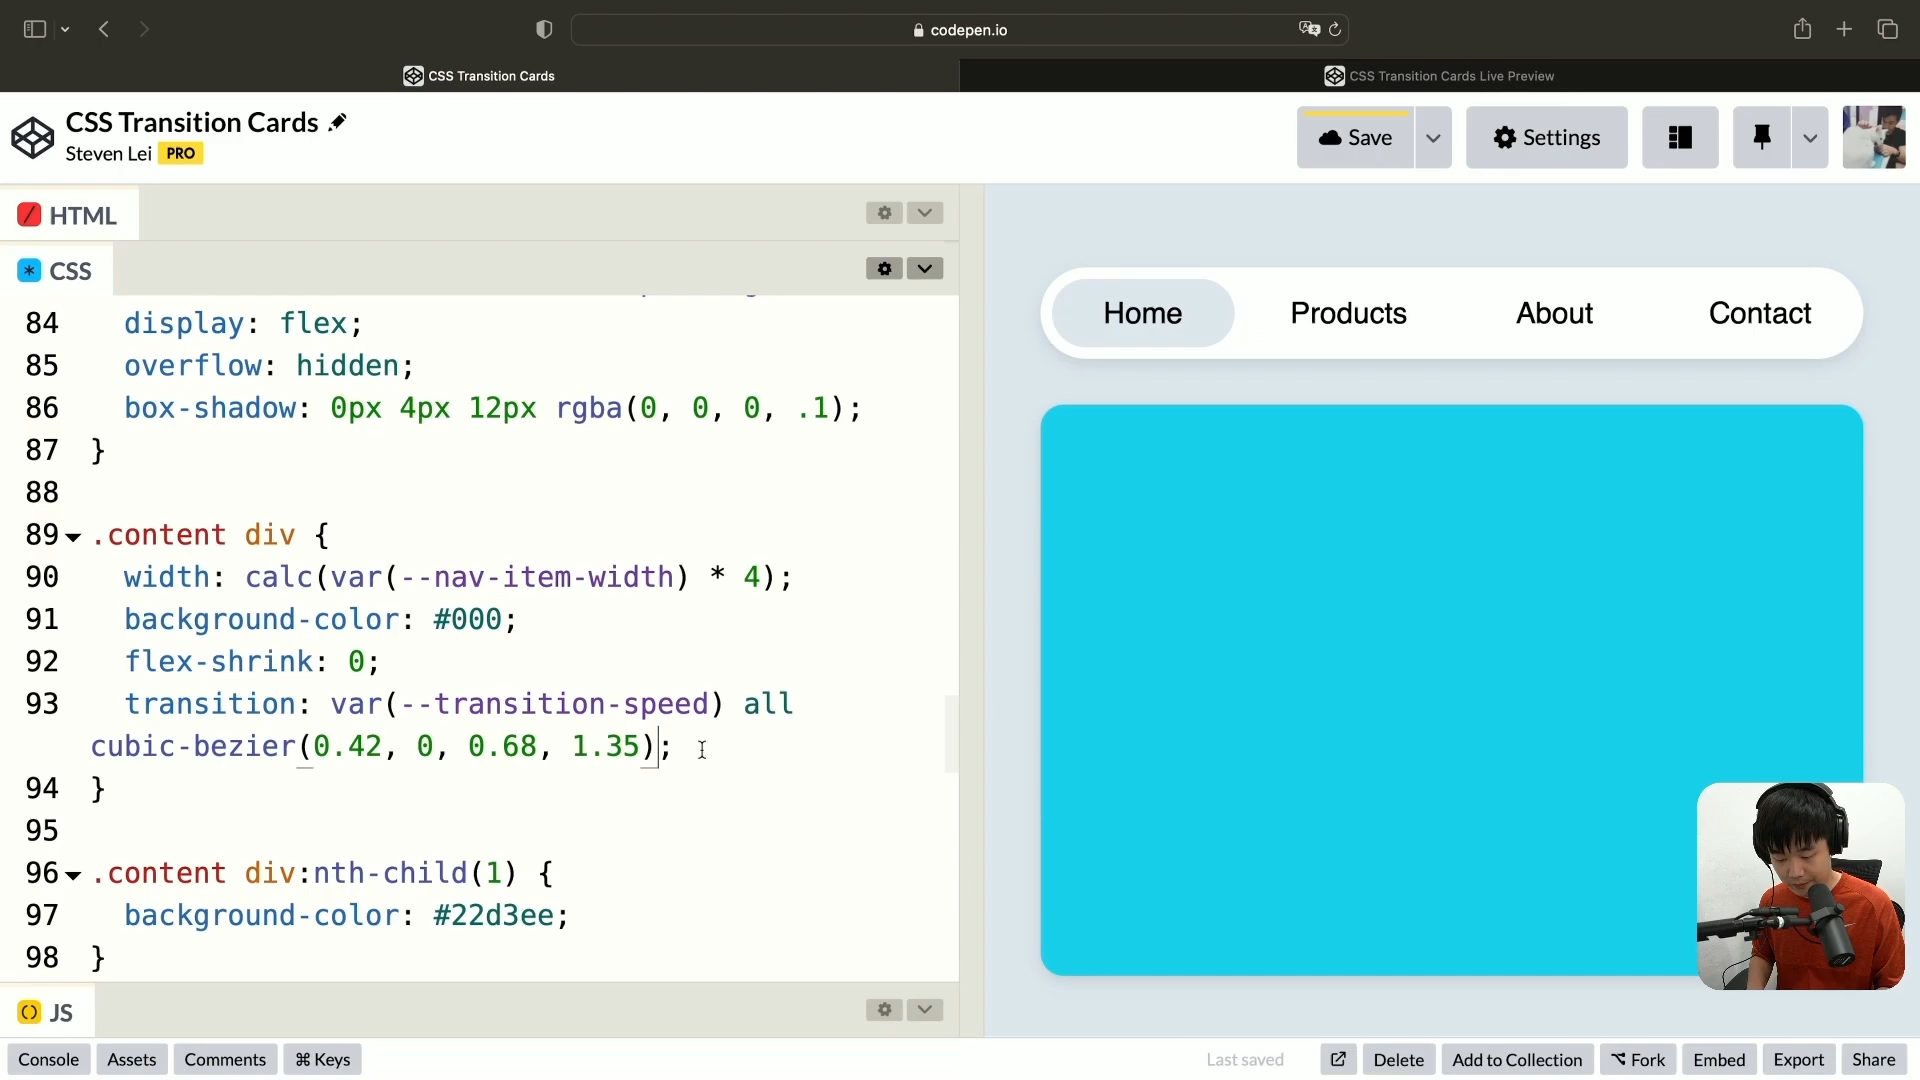 codepen.io
CSS Transition Cards
CSS Transition Cards Live Preview
CSS Transition Cards
Steven Lei PRO
Save
Settings
HTML
CSS
84 display: flex;
85 overflow: hidden;
86 box-shadow: 0px 4px 12px rgba(0, 0, 0, .1);
87 }
88
89 .content div {
90 width: calc(var(--nav-item-width) * 4);
91 background-color: #000;
92 flex-shrink: 0;
93 transition: var(--transition-speed) all
cubic-bezier(0.42, 0, 0.68, 1.35);
94 }
95
96 .content div:nth-child(1) {
97 background-color: #22d3ee;
98 }
JS
Home
Products
About
Contact
Console
Assets
Comments
⌘ Keys
Last saved
Delete
Add to Collection
Fork
Embed
Export
Share